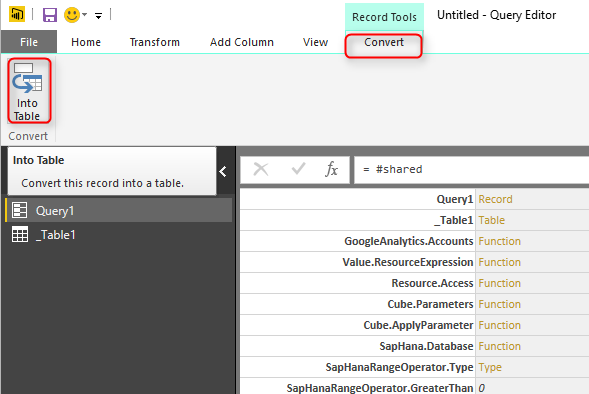 Record Tools
Untitled - Query Editor
File Home Transform Add Column View Convert
Into
Table
Convert
Into Table
Convert this record into a table.
fx = #shared
Query1
_Table1
Query1 Record
_Table1 Table
GoogleAnalytics.Accounts Function
Value.ResourceExpression Function
Resource.Access Function
Cube.Parameters Function
Cube.ApplyParameter Function
SapHana.Database Function
SapHanaRangeOperator.Type Type
SapHanaRangeOperator.GreaterThan 0